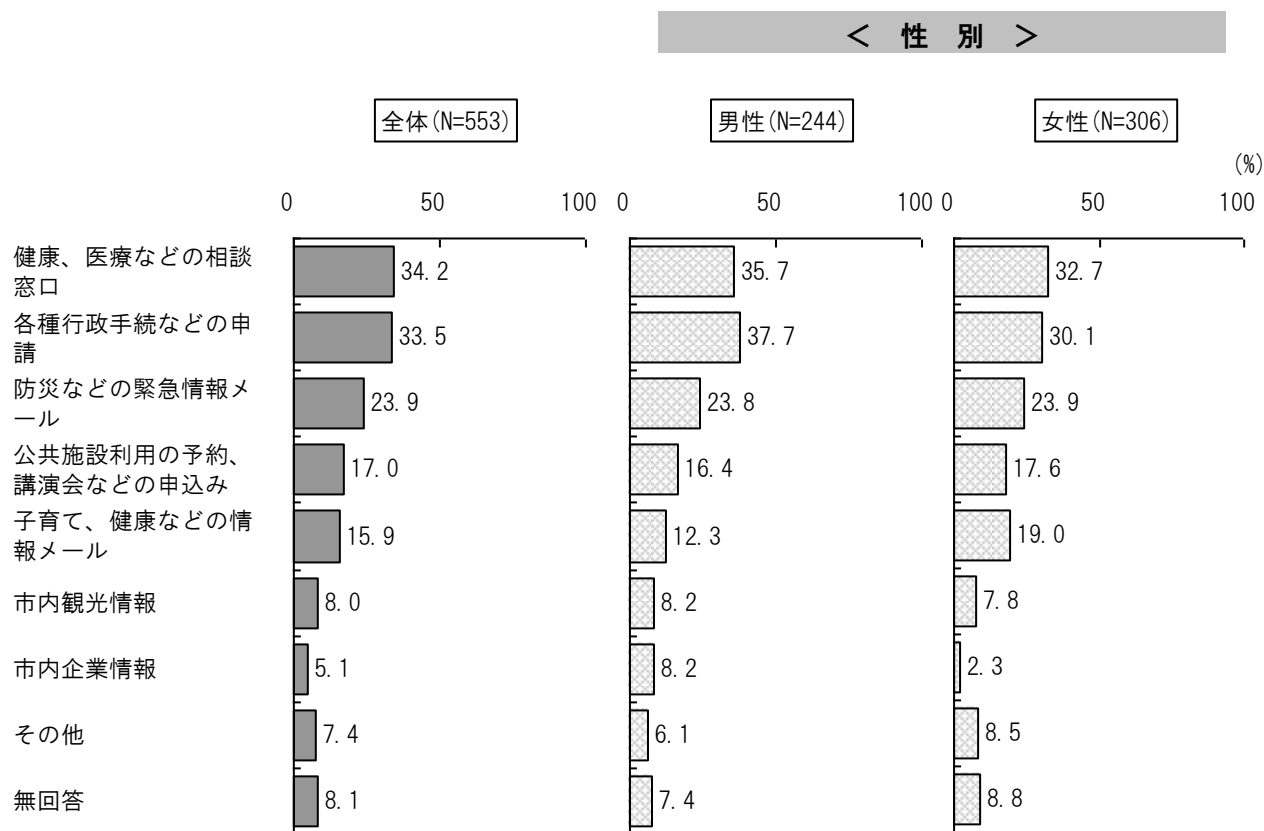 ＜ 性 別 ＞
全体(N=553)
男性(N=244)
女性(N=306)
(%)
0 50 100 0 50 100 0 50 100
健康、医療などの相談
窓口
34.2 35.7 32.7
各種行政手続などの申
請
33.5 37.7 30.1
防災などの緊急情報メ
ール
23.9 23.8 23.9
公共施設利用の予約、
講演会などの申込み
17.0 16.4 17.6
子育て、健康などの情
報メール
15.9 12.3 19.0
市内観光情報 8.0 8.2 7.8
市内企業情報 5.1 8.2 2.3
その他 7.4 6.1 8.5
無回答 8.1 7.4 8.8